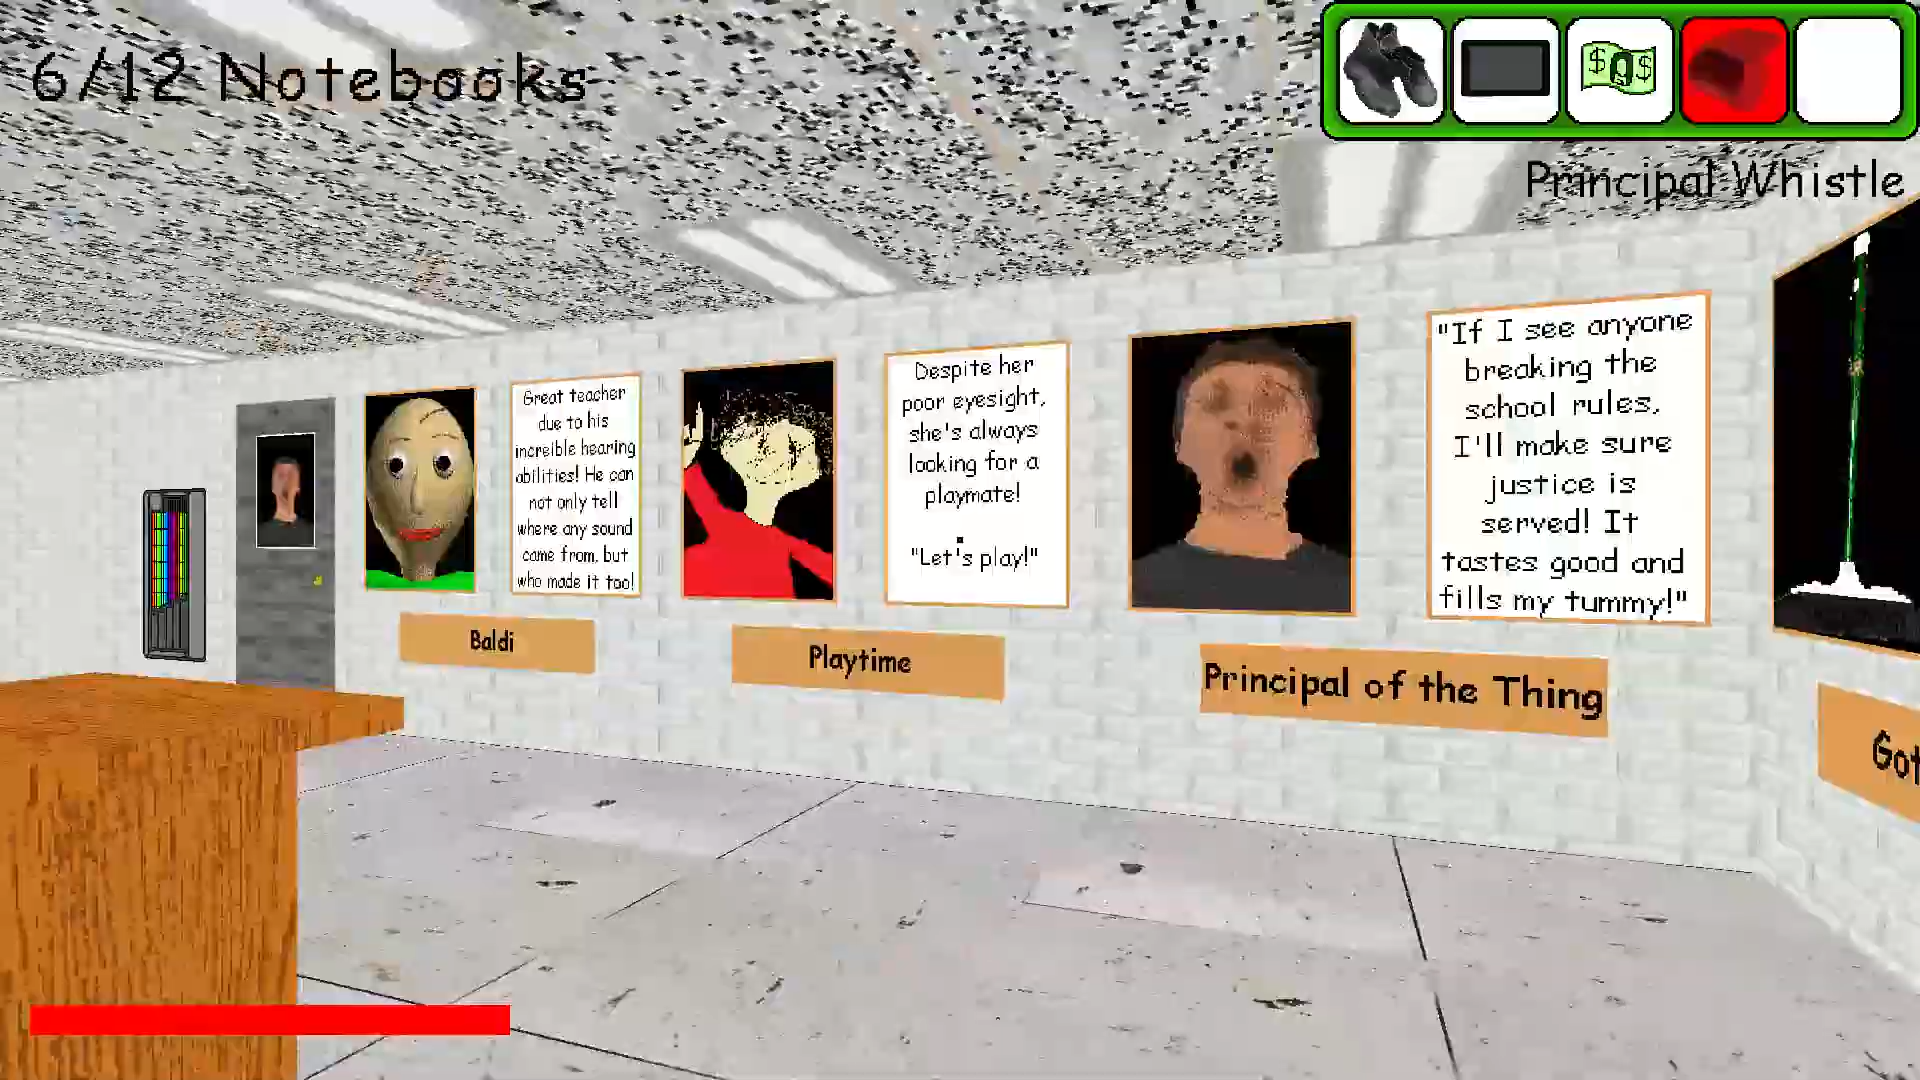 6/12 Notebooks
Principal Whistle
Great teacher
due to his
increible hearing
abilities! He can
not only tell
where any sound
came from, but
who made it too!
Baldi
Despite her
poor eyesight,
she's always
looking for a
playmate!
"Let's play!"
Playtime
"If I see anyone
breaking the
school rules,
I'll make sure
justice is
served! It
tastes good and
fills my tummy!"
Principal of the Thing
Got